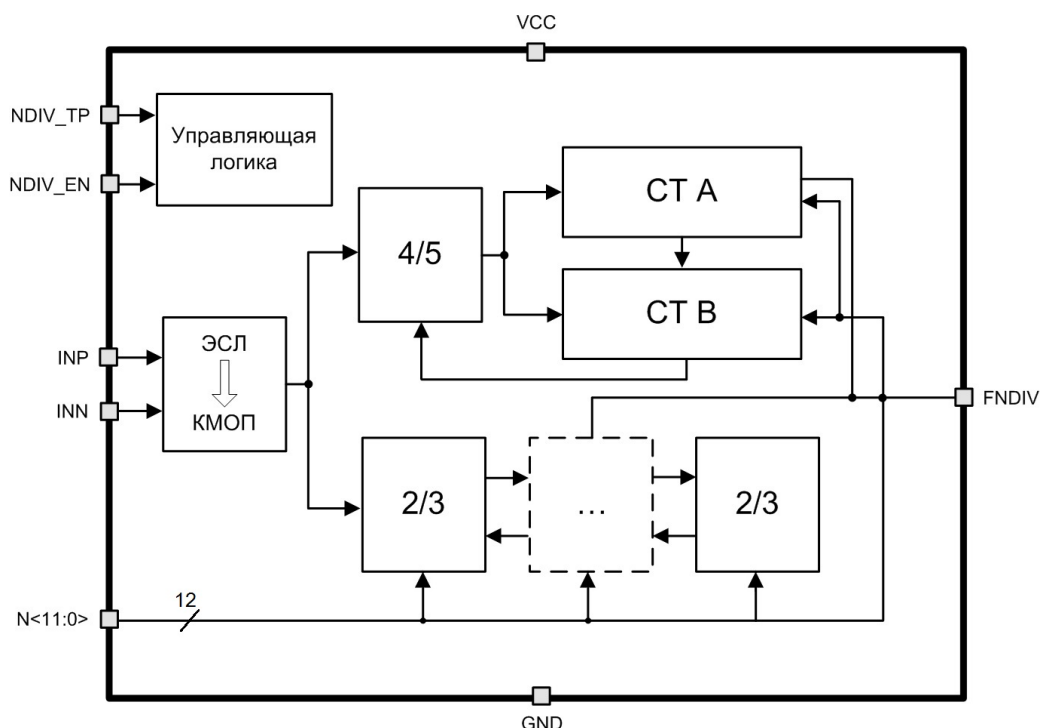 VCC
NDIV_TP
Управляющая
логика
NDIV_EN
CT A
4/5
CT B
INP
ЭСЛ
INN
КМОП
FNDIV
2/3
...
2/3
12
N<11:0>
GND